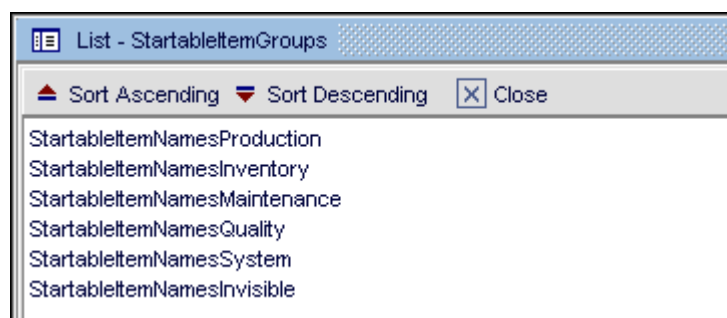 List - StartableItemGroups
Sort Ascending Sort Descending Close
StartableItemNamesProduction
StartableItemNamesInventory
StartableItemNamesMaintenance
StartableItemNamesQuality
StartableItemNamesSystem
StartableItemNamesInvisible